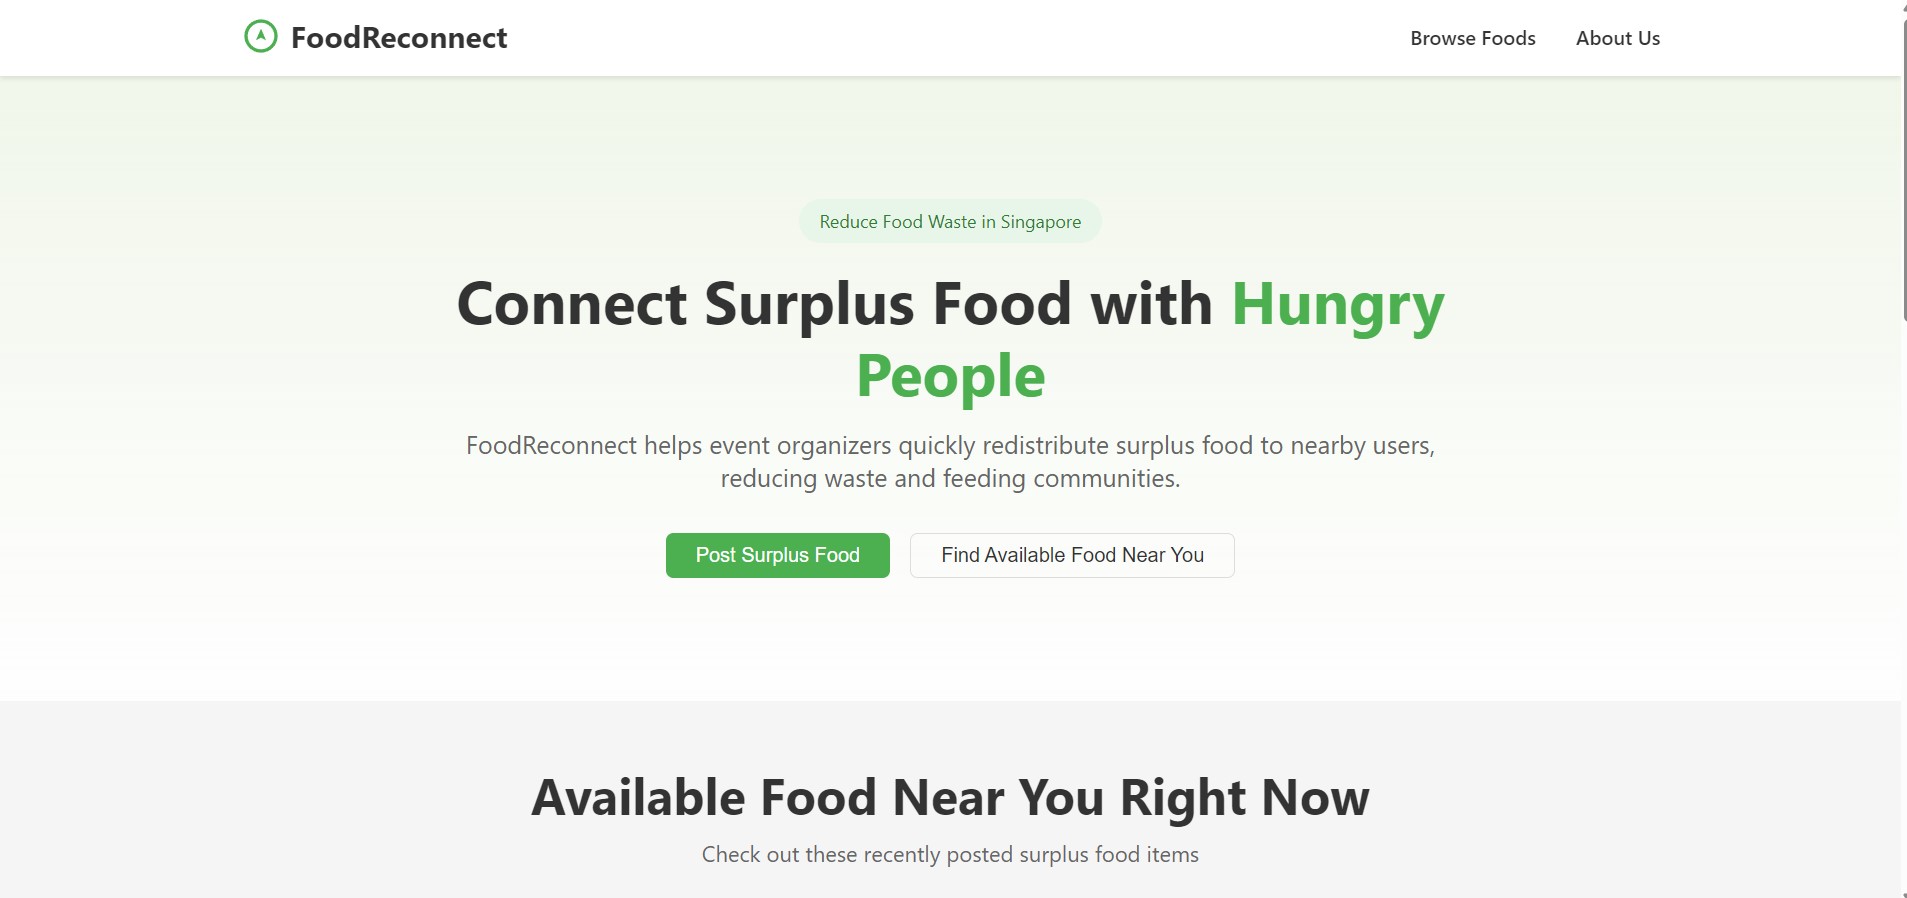 FoodReconnect
Browse Foods
About Us
Reduce Food Waste in Singapore
Connect Surplus Food with Hungry
People
FoodReconnect helps event organizers quickly redistribute surplus food to nearby users,
reducing waste and feeding communities.
Post Surplus Food
Find Available Food Near You
Available Food Near You Right Now
Check out these recently posted surplus food items